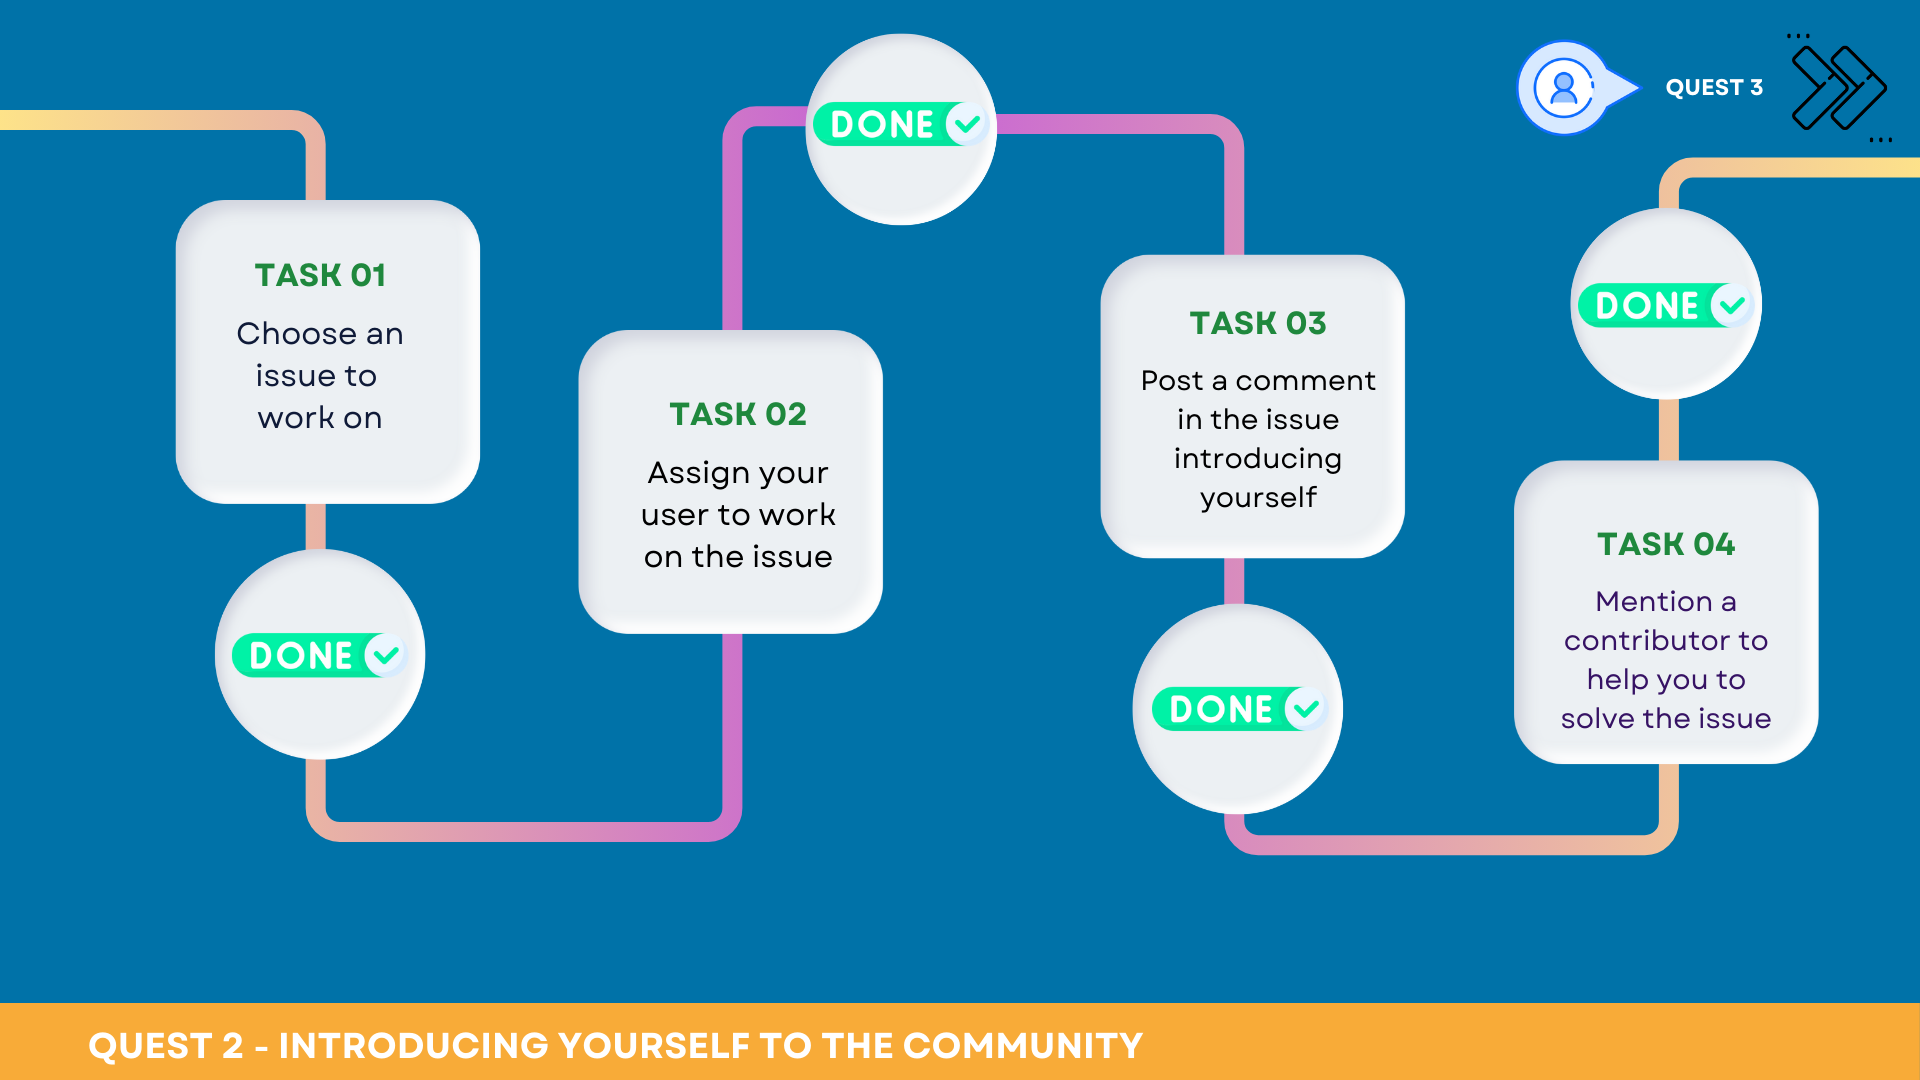 TASK 01
Choose an
issue to
work on
DONE
TASK 02
Assign your
user to work
on the issue
DONE
TASK 03
Post a comment
in the issue
introducing
yourself
DONE
TASK 04
Mention a
contributor to
help you to
solve the issue
DONE
QUEST 3
QUEST 2 - INTRODUCING YOURSELF TO THE COMMUNITY